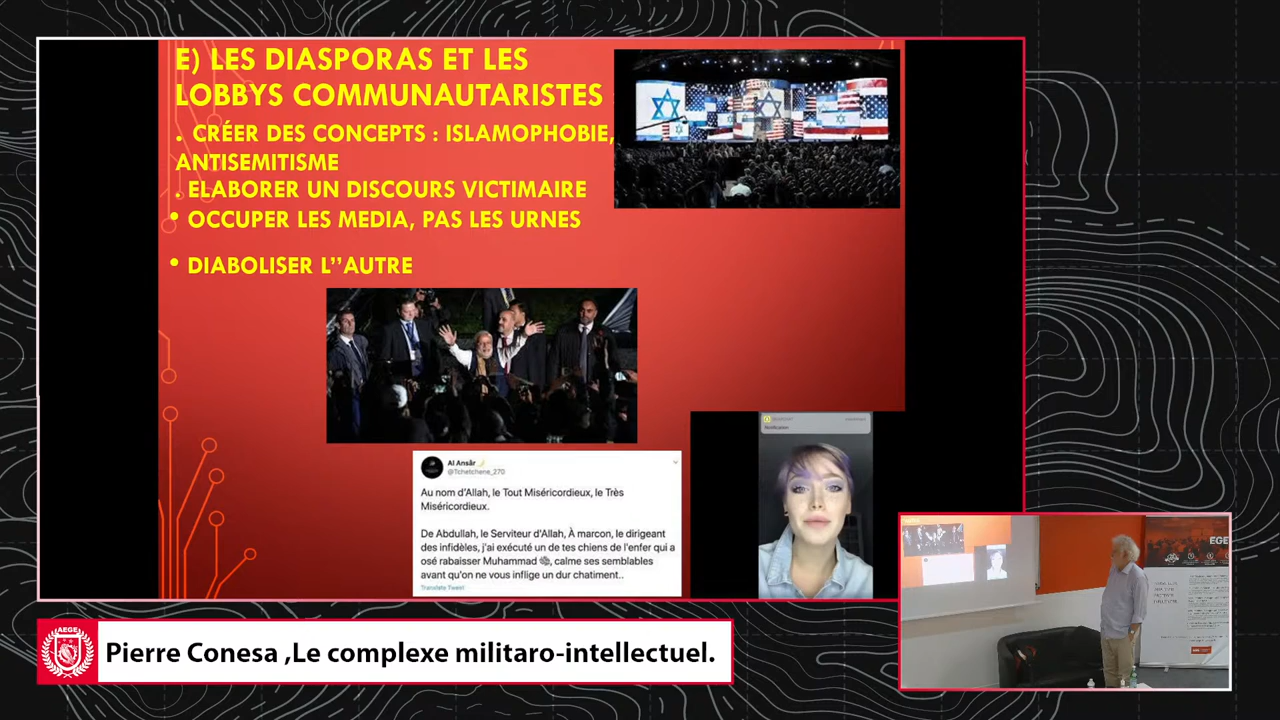 E) LES DIASPORAS ET LES
LOBBYS COMMUNAUTARISTES
. CRÉER DES CONCEPTS : ISLAMOPHOBIE,
ANTISEMITISME
. ELABORER UN DISCOURS VICTIMAIRE
• OCCUPER LES MEDIA, PAS LES URNES
• DIABOLISER L''AUTRE
Al Ansâr
@Tchetchene_270
Au nom d'Allah, le Tout Miséricordieux, le Très
Miséricordieux.
De Abdullah, le Serviteur d'Allah, À marcon, le dirigeant
des infidèles, j'ai exécuté un de tes chiens de l'enfer qui a
osé rabaisser Muhammad ﷺ, calme ses semblables
avant qu'on ne vous inflige un dur chatiment..
Translate Tweet
EGE
AEGE
Pierre Conesa ,Le complexe militaro-intellectuel.